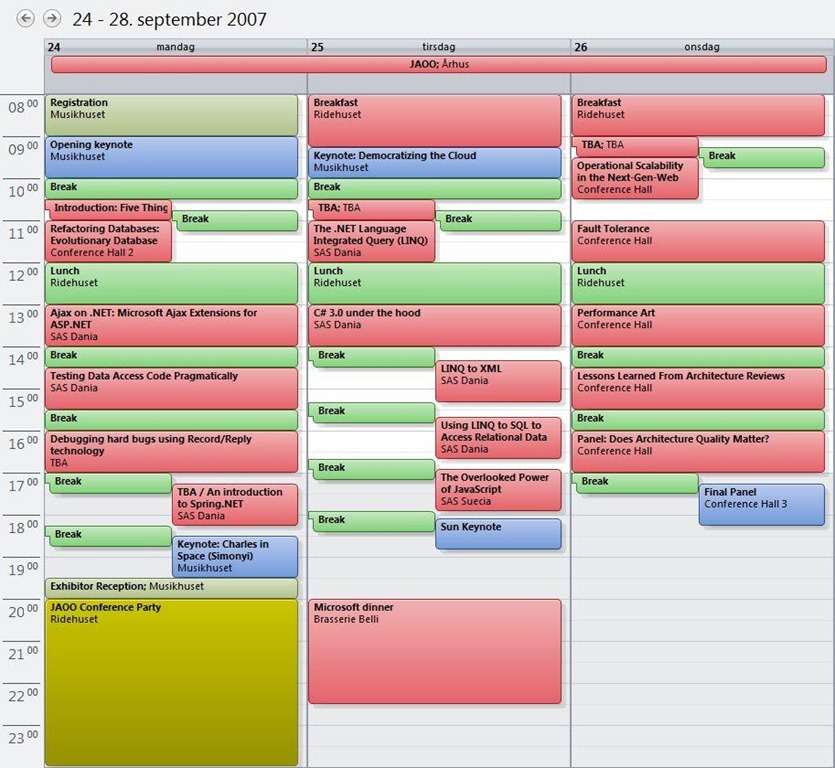 24 - 28. september 2007
24 mandag
25 tirsdag
26 onsdag
JAOO; Århus
08 00
09 00
10 00
11 00
12 00
13 00
14 00
15 00
16 00
17 00
18 00
19 00
20 00
21 00
22 00
23 00
Registration
Musikhuset
Opening keynote
Musikhuset
Break
Introduction: Five Thing
Break
Refactoring Databases:
Evolutionary Database
Conference Hall 2
Lunch
Ridehuset
Ajax on .NET: Microsoft Ajax Extensions for
ASP.NET
SAS Dania
Break
Testing Data Access Code Pragmatically
SAS Dania
Break
Debugging hard bugs using Record/Reply
technology
TBA
Break
TBA / An introduction
to Spring.NET
SAS Dania
Break
Keynote: Charles in
Space (Simonyi)
Musikhuset
Exhibitor Reception; Musikhuset
JAOO Conference Party
Ridehuset
Breakfast
Ridehuset
Keynote: Democratizing the Cloud
Musikhuset
Break
TBA; TBA
Break
The .NET Language
Integrated Query (LINQ)
SAS Dania
Lunch
Ridehuset
C# 3.0 under the hood
SAS Dania
Break
LINQ to XML
SAS Dania
Break
Using LINQ to SQL to
Access Relational Data
SAS Dania
Break
The Overlooked Power
of JavaScript
SAS Suecia
Break
Sun Keynote
Microsoft dinner
Brasserie Belli
Breakfast
Ridehuset
TBA; TBA
Break
Operational Scalability
in the Next-Gen-Web
Conference Hall
Fault Tolerance
Conference Hall
Lunch
Ridehuset
Performance Art
Conference Hall
Break
Lessons Learned From Architecture Reviews
Conference Hall
Break
Panel: Does Architecture Quality Matter?
Conference Hall
Break
Final Panel
Conference Hall 3